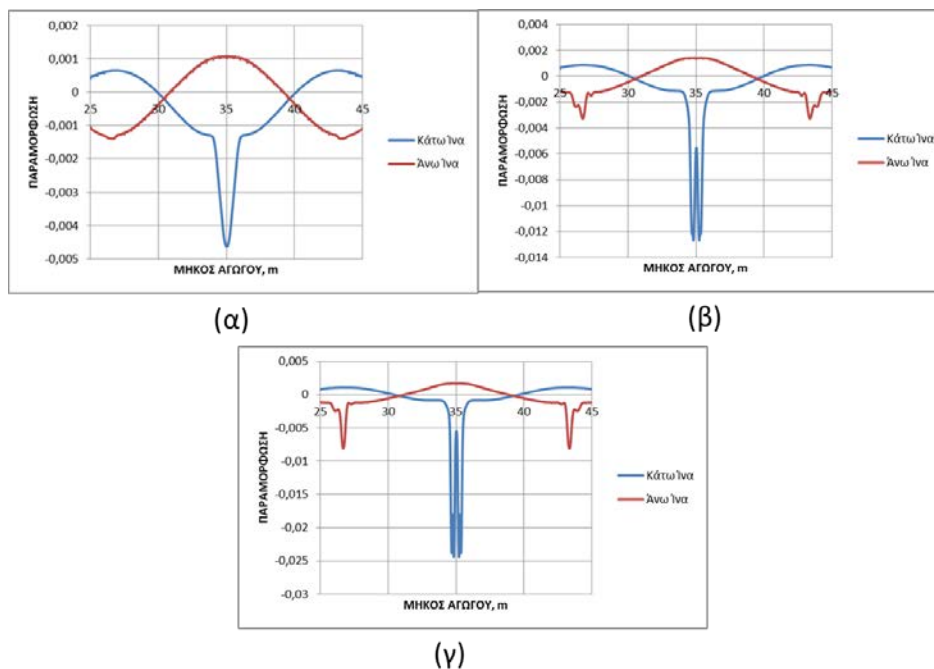 0,002
0,001
0
-0,001
-0,002
-0,003
-0,004
-0,005
25 30 35 40 45
ΠΑΡΑΜΟΡΦΩΣΗ
ΜΗΚΟΣ ΑΓΩΓΟΥ, m
Κάτω Ίνα
Άνω Ίνα
(α)
0,004
0,002
0
-0,002
-0,004
-0,006
-0,008
-0,01
-0,012
-0,014
25 30 35 40 45
ΠΑΡΑΜΟΡΦΩΣΗ
ΜΗΚΟΣ ΑΓΩΓΟΥ, m
Κάτω Ίνα
Άνω Ίνα
(β)
0,005
0
-0,005
-0,01
-0,015
-0,02
-0,025
-0,03
25 30 35 40 45
ΠΑΡΑΜΟΡΦΩΣΗ
ΜΗΚΟΣ ΑΓΩΓΟΥ, m
Κάτω Ίνα
Άνω Ίνα
(γ)